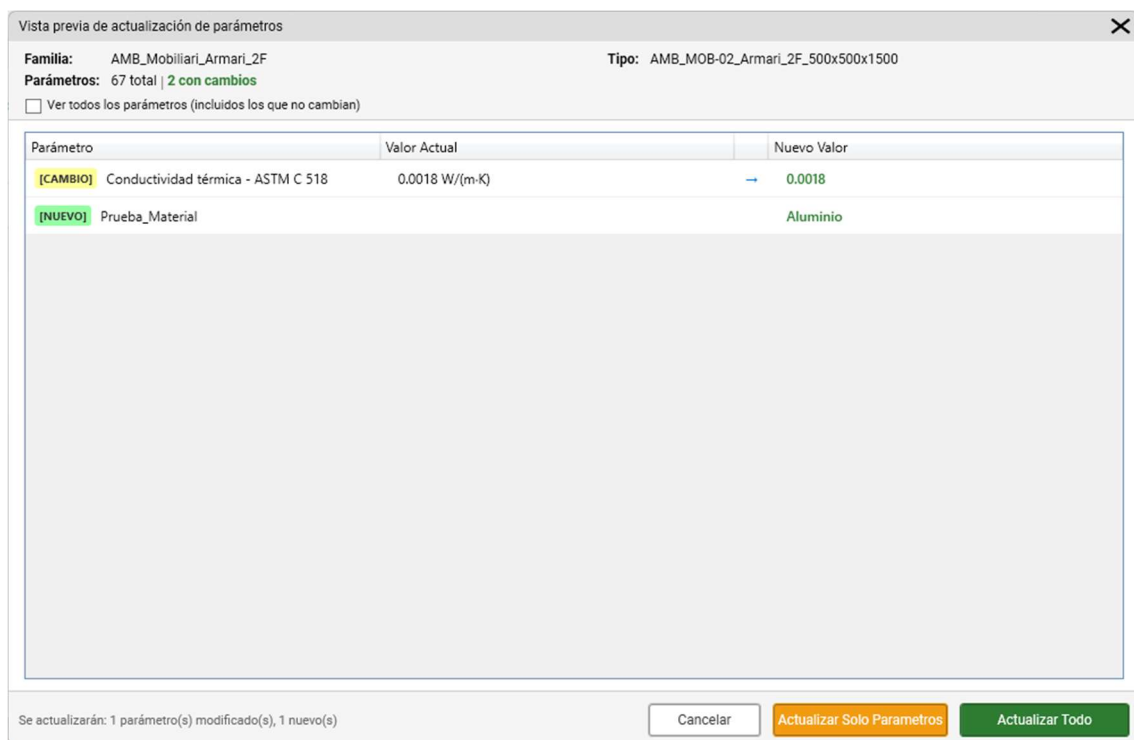 Vista previa de actualización de parámetros
Familia: AMB_Mobiliari_Armari_2F Tipo: AMB_MOB-02_Armari_2F_500x500x1500
Parámetros: 67 total | 2 con cambios
Ver todos los parámetros (incluidos los que no cambian)
Parámetro Valor Actual Nuevo Valor
[CAMBIO] Conductividad térmica - ASTM C 518 0.0018 W/(m·K) → 0.0018
[NUEVO] Prueba_Material Aluminio
Se actualizarán: 1 parámetro(s) modificado(s), 1 nuevo(s) Cancelar Actualizar Solo Parametros Actualizar Todo